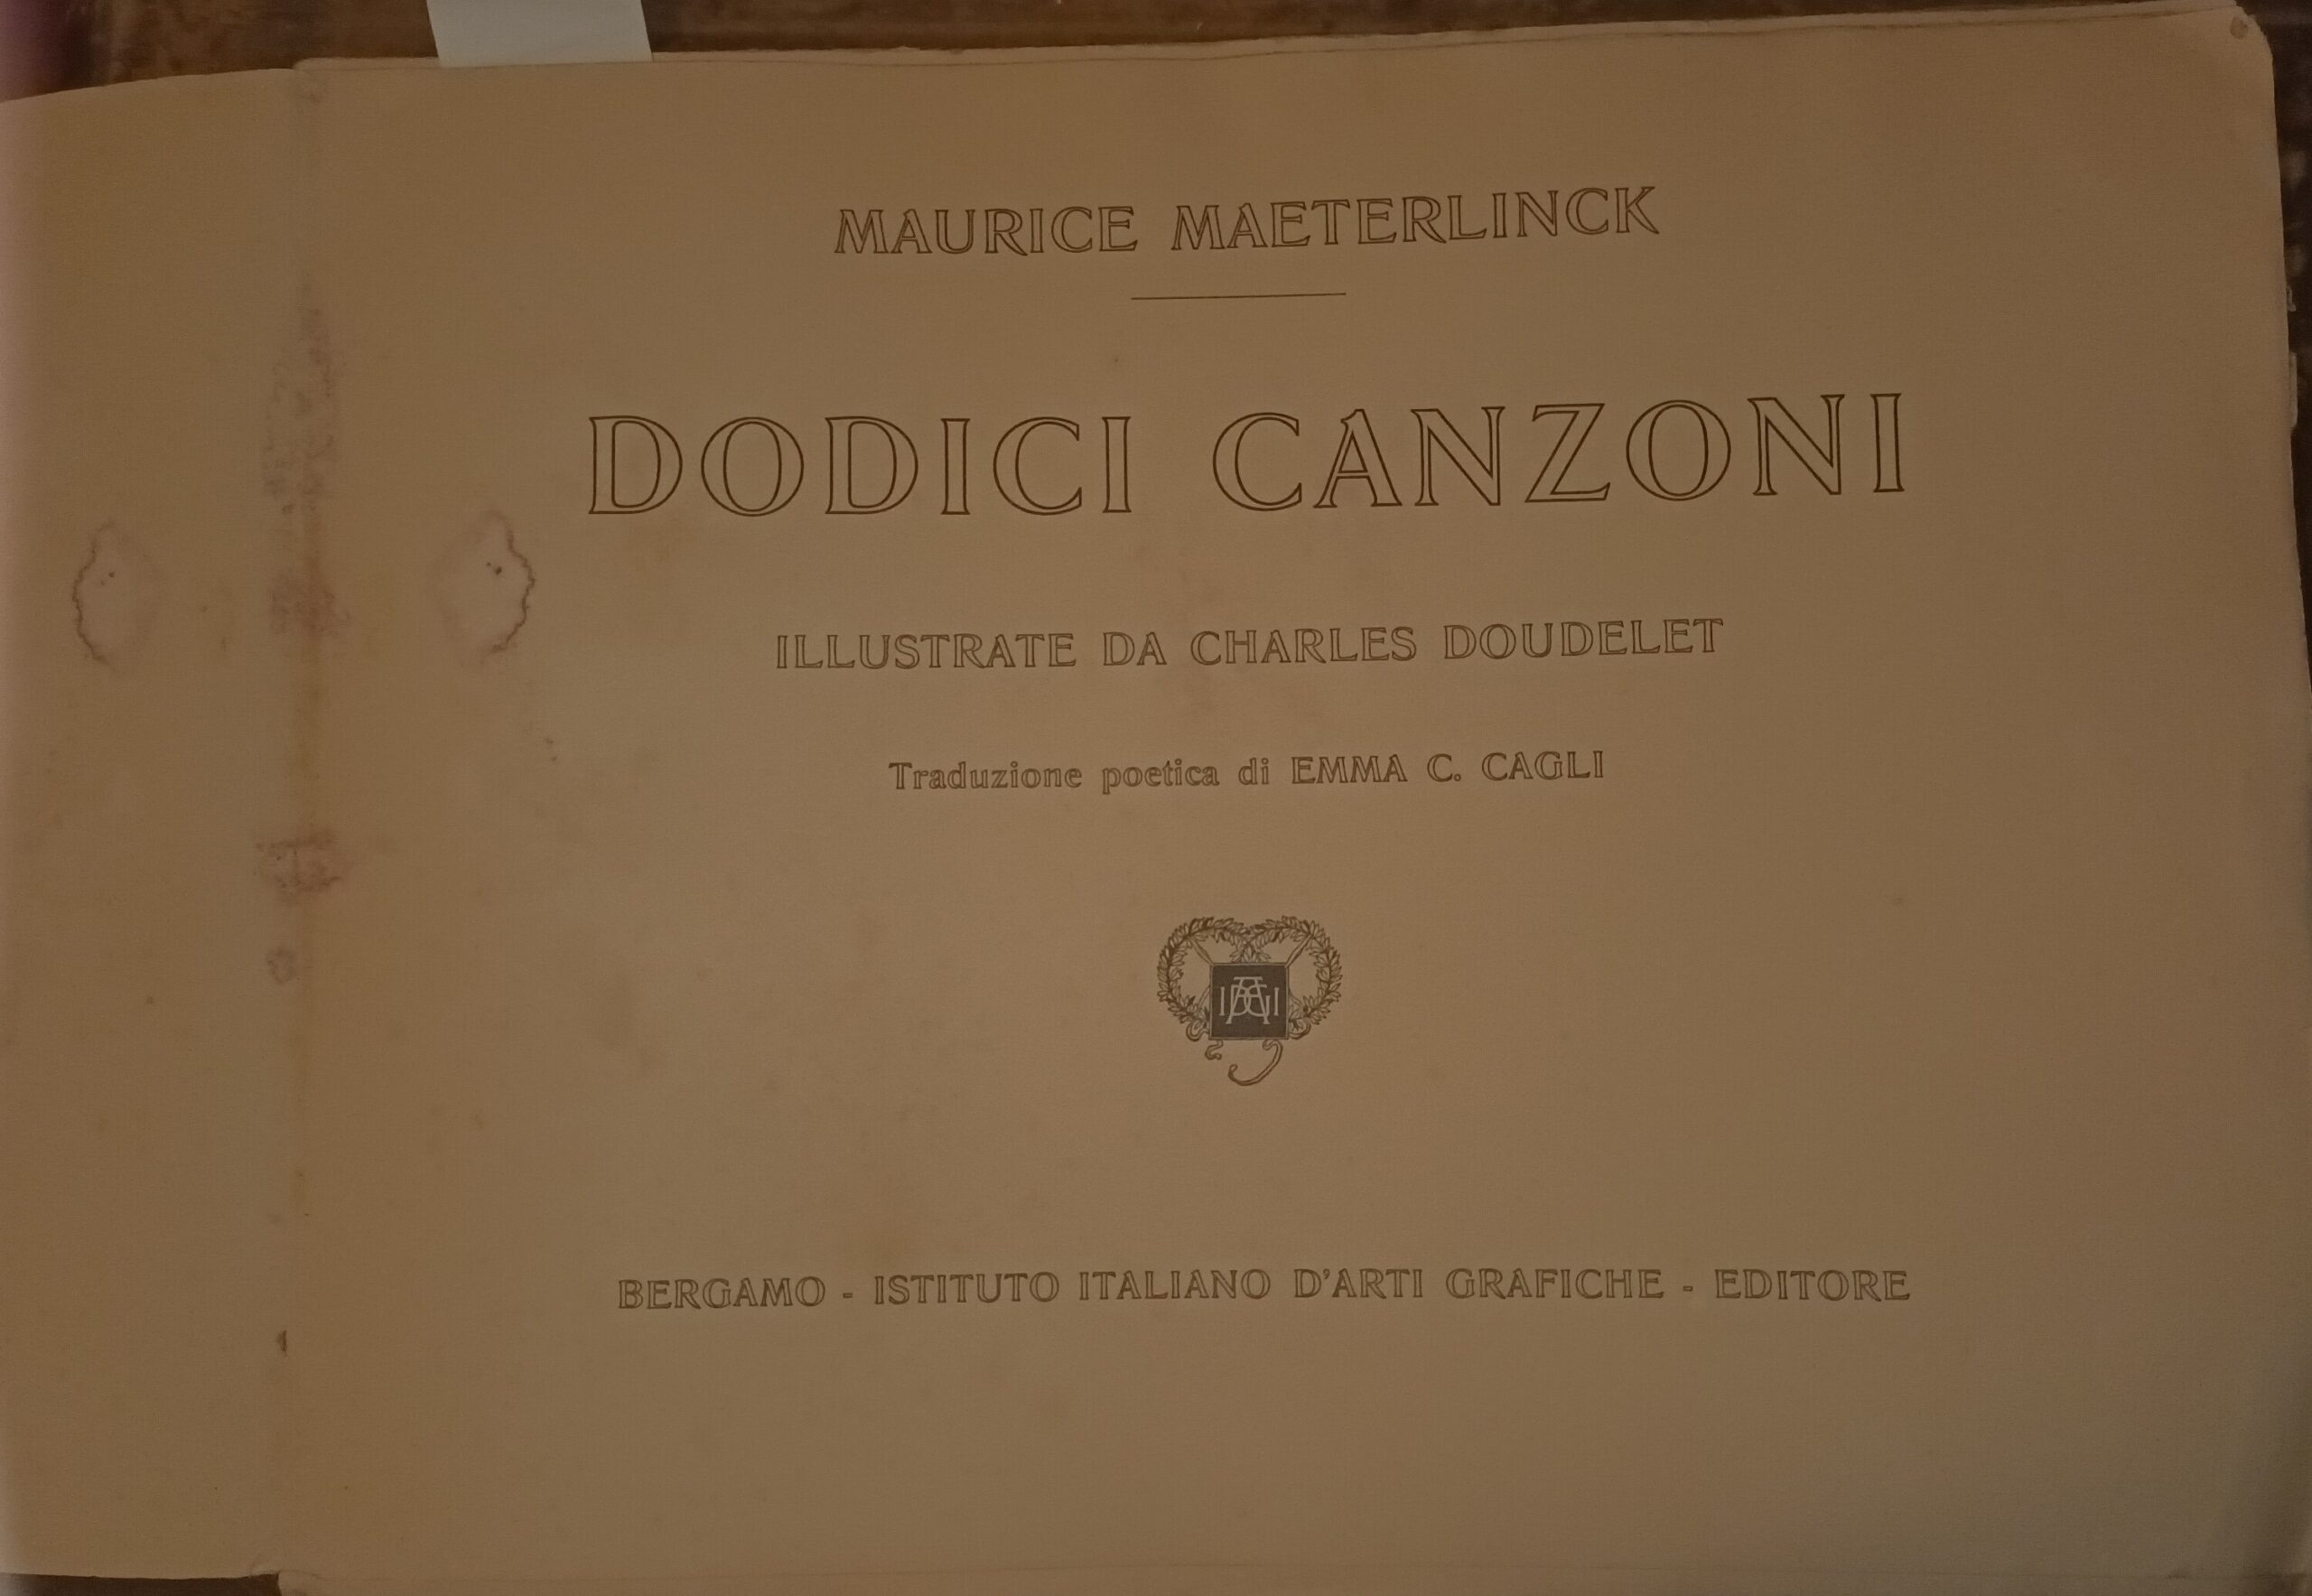 MAURICE MAETERLINCK
DODICI CANZONI
ILLUSTRATE DA CHARLES DOUDELET
Traduzione poetica di EMMA C. CAGLI
BERGAMO - ISTITUTO ITALIANO D'ARTI GRAFICHE - EDITORE